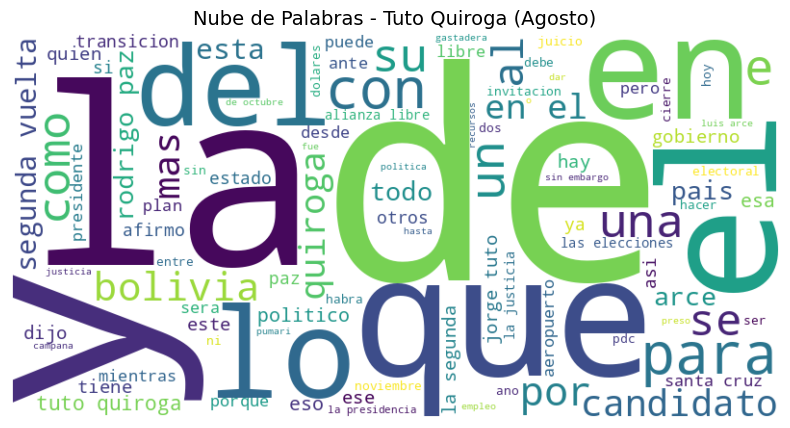 Nube de Palabras - Tuto Quiroga (Agosto)
transicion
quien
si
esta
dolares
puede
ante
su
gastadera
libre
al
juicio
debe
invitacion
dar
en
pero
cierre
hoy
e
segunda vuelta
como
presidente
rodrigo paz
mas
del
de octubre
con
alianza libre
desde
recursos
en el
dos
o
luis arce
gobierno
la
sin
estado
plan
afirmo
entre
quiroga
fue
politica
todo
otros
hasta
de
un
hay
sin embargo
electoral
pais
hacer
esa
el
una
ya
las elecciones
asi
justicia
bolivia
paz
habra
sera
este
politico
pumari
ni
y
lo
que
la segunda
jorge tuto
la justicia
aeropuerto
arce
preso
se
ser
pdc
para
dijo
campana
mientras
tiene
tuto quiroga
porque
eso
ese
noviembre
la presidencia
ano
empleo
por
santa cruz
candidato